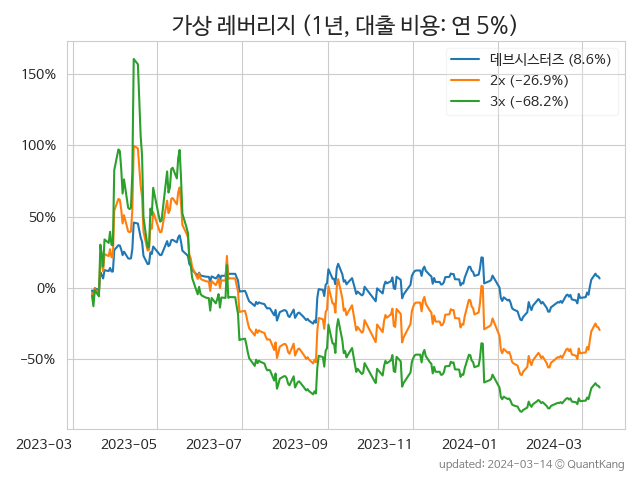 가상 레버리지 (1년, 대출 비용: 연 5%)
데브시스터즈 (8.6%)
2x (−26.9%)
3x (−68.2%)
150%
100%
50%
0%
−50%
2023−03 2023−05 2023−07 2023−09 2023−11 2024−01 2024−03
updated: 2024−03−14 © QuantKang